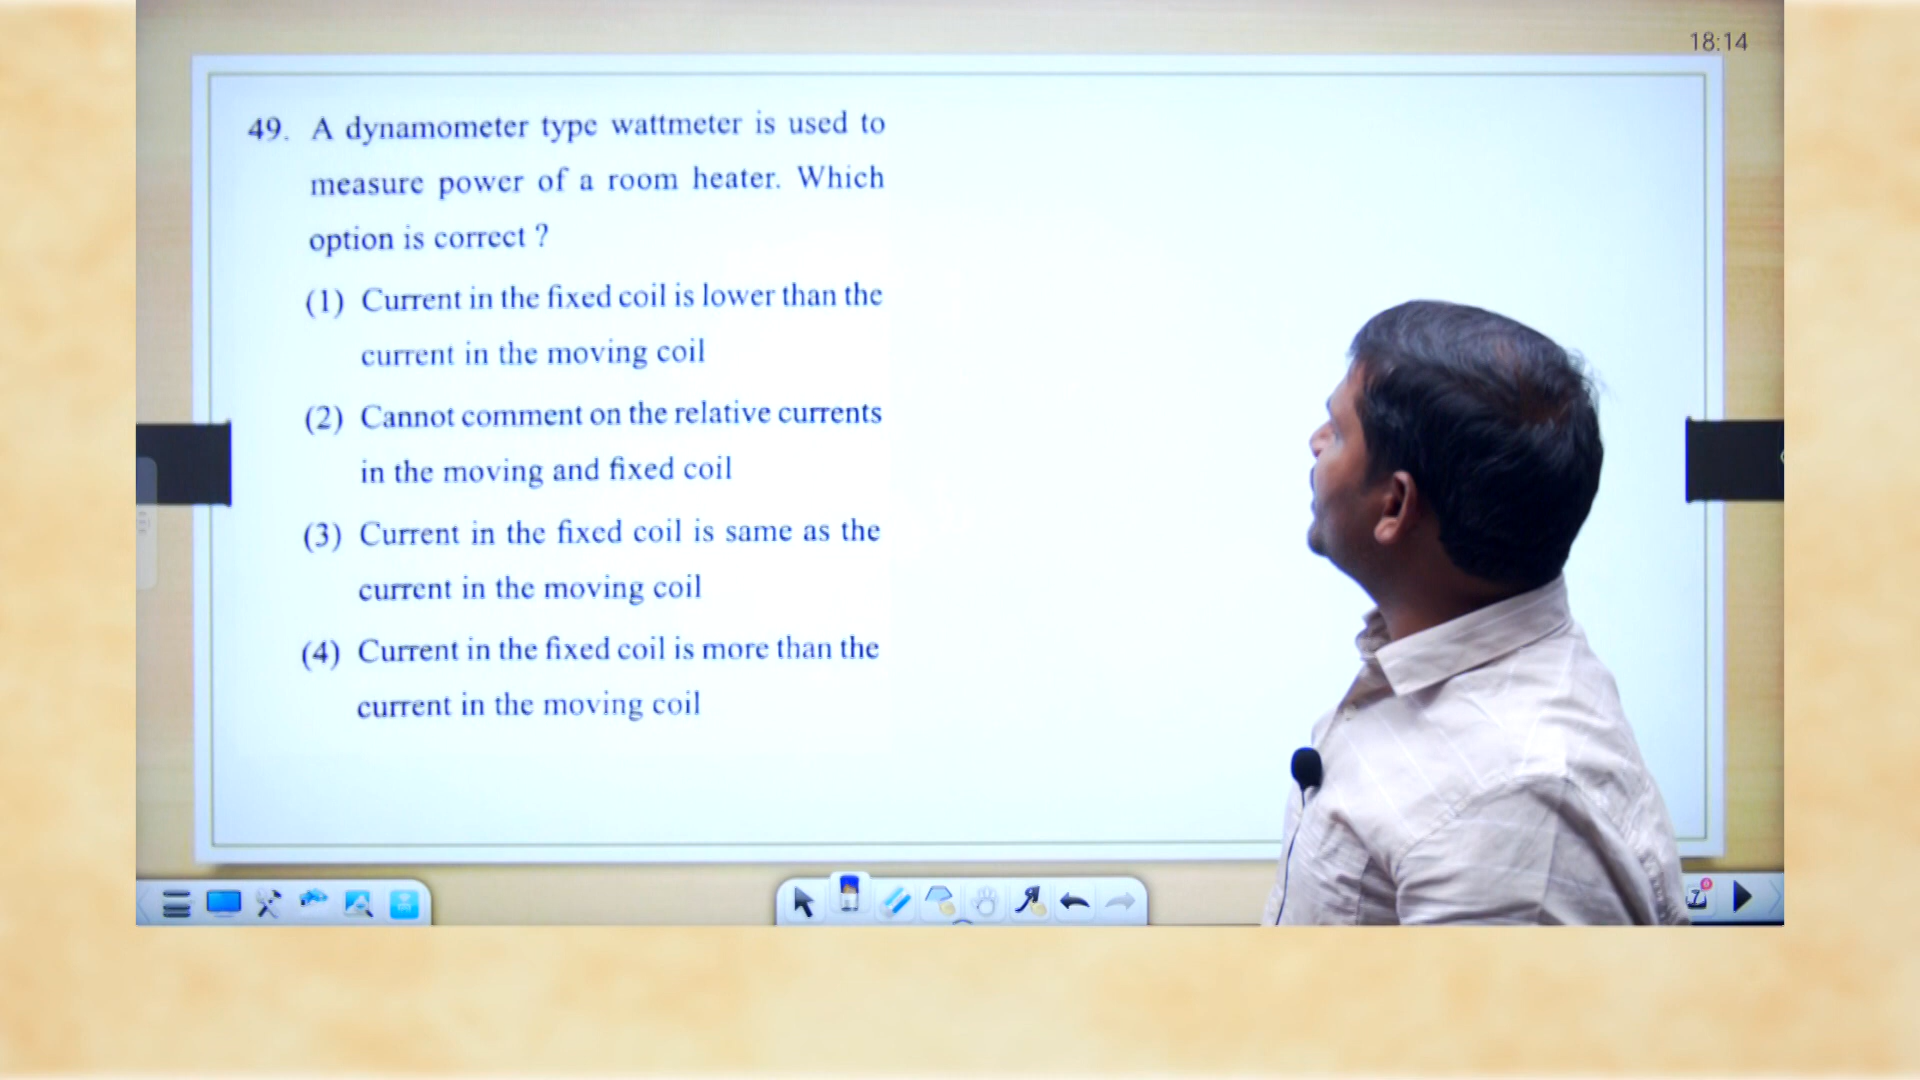 18:14
49. A dynamometer type wattmeter is used to
measure power of a room heater. Which
option is correct ?
(1) Current in the fixed coil is lower than the
current in the moving coil
(2) Cannot comment on the relative currents
in the moving and fixed coil
(3) Current in the fixed coil is same as the
current in the moving coil
(4) Current in the fixed coil is more than the
current in the moving coil